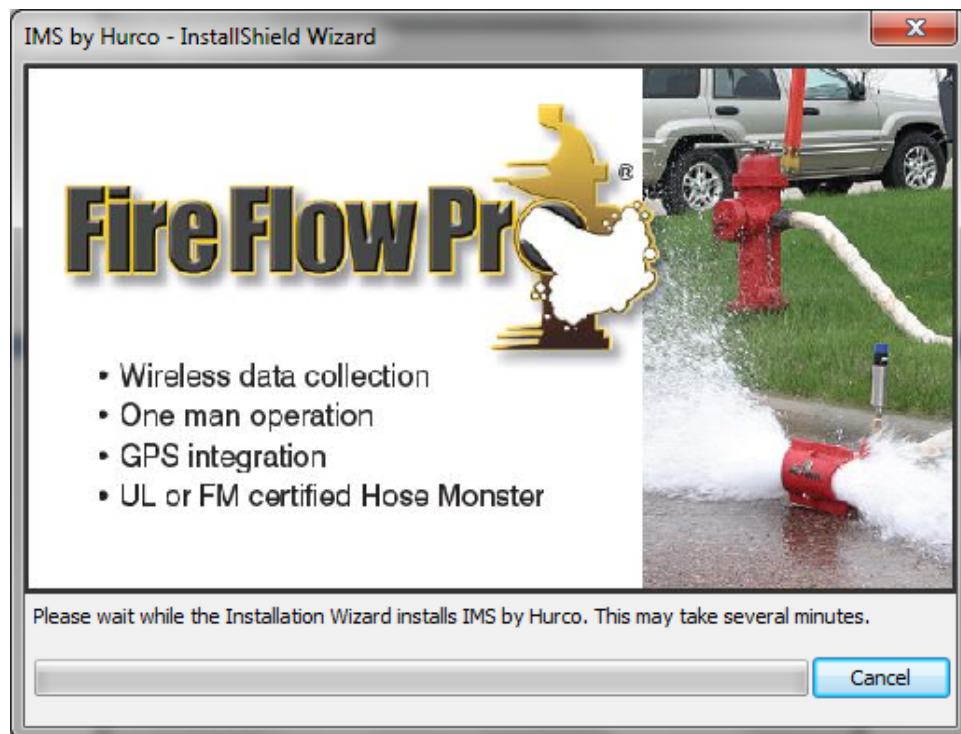 IMS by Hurco - InstallShield Wizard
Fire Flow Pro®
• Wireless data collection
• One man operation
• GPS integration
• UL or FM certified Hose Monster
Please wait while the Installation Wizard installs IMS by Hurco. This may take several minutes.
Cancel